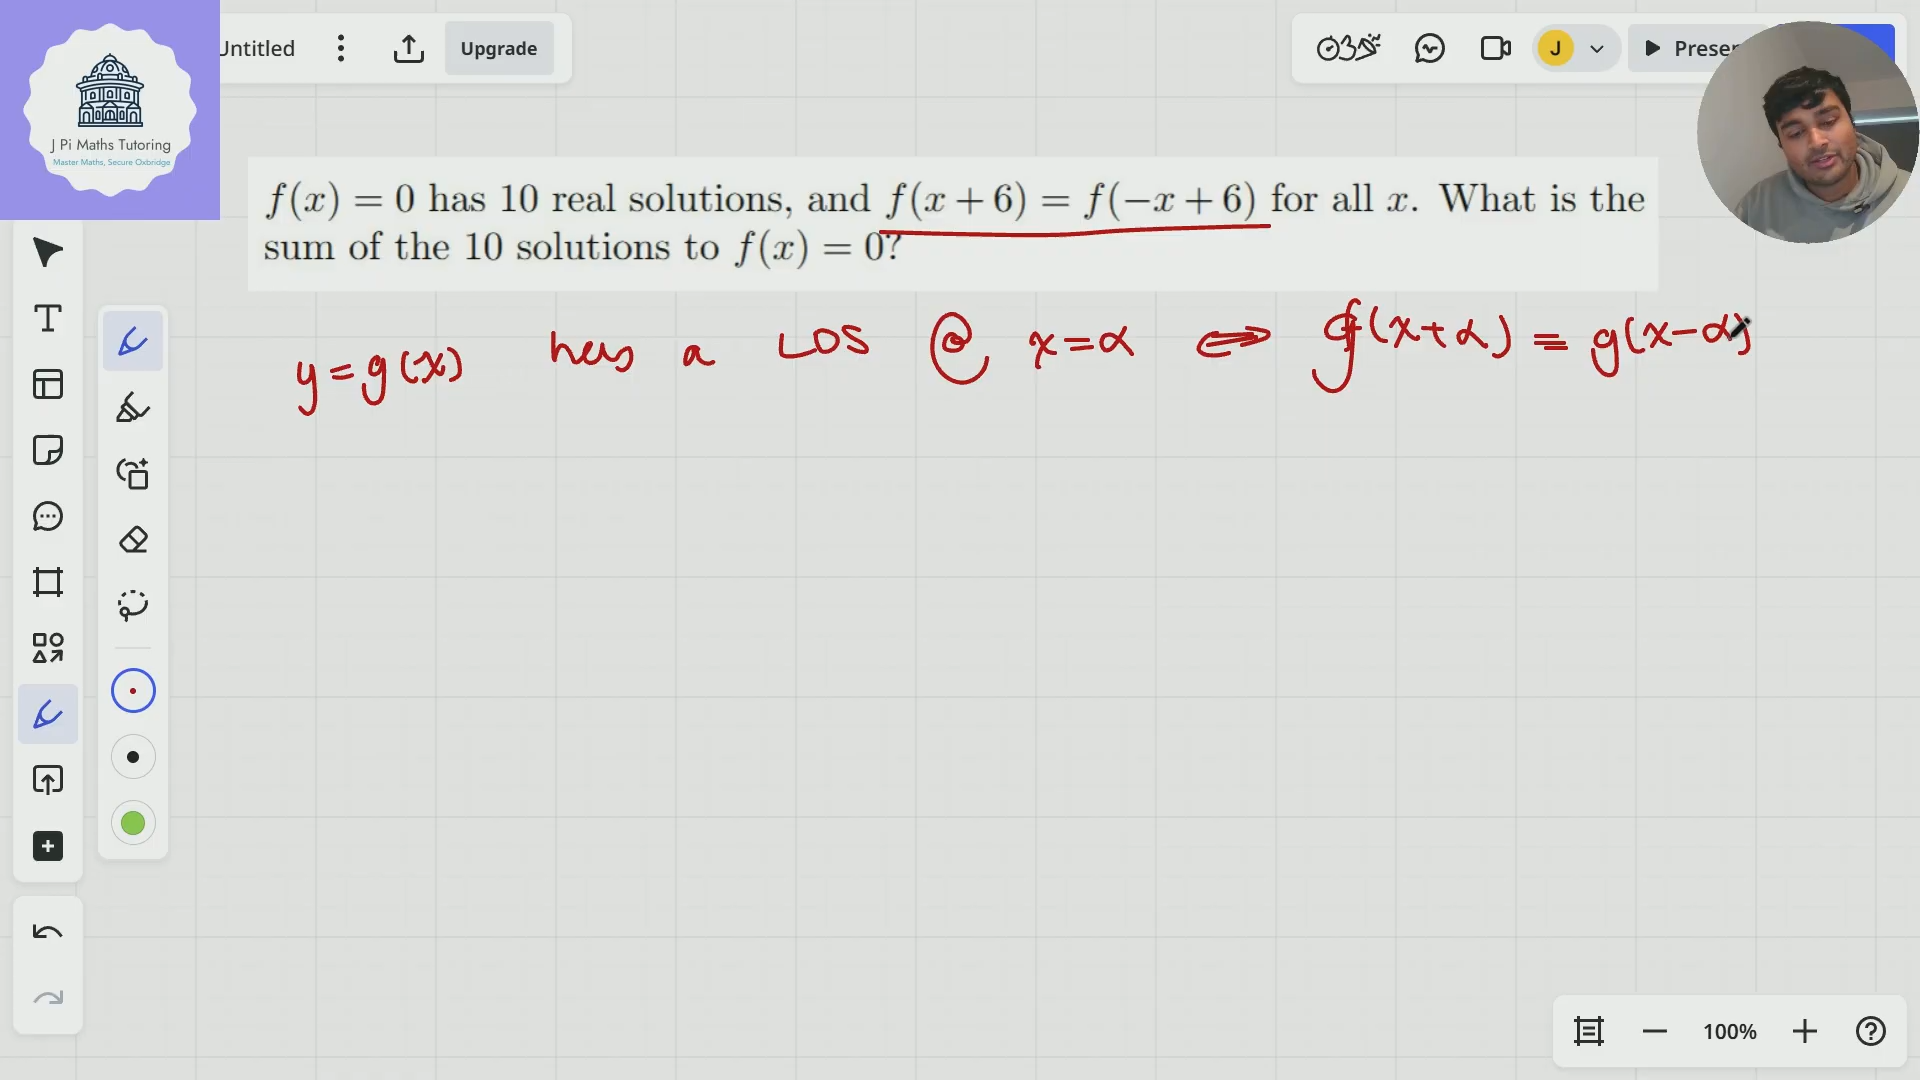 Untitled
Upgrade
J
J Pi Maths Tutoring
Master Maths, Secure Oxbridge
f(x) = 0 has 10 real solutions, and f(x + 6) = f(−x + 6) for all x. What is the
sum of the 10 solutions to f(x) = 0?
y = g(x) has a LOS @ x = α ⟺ g(x + α) ≡ g(x − α)
100%